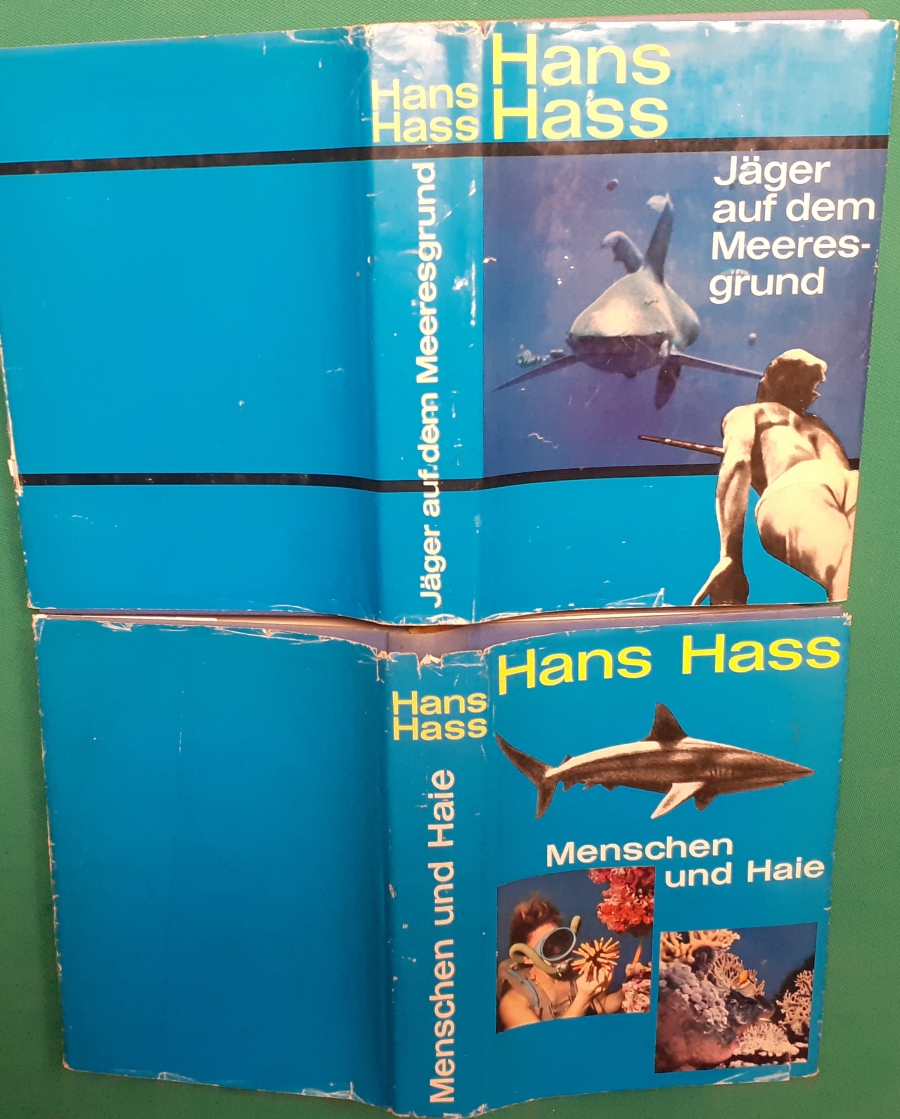 Hans
Hass
Jäger auf dem Meeresgrund
Hans
Hass
Jäger
auf dem
Meeres-
grund
Hans
Hass
Menschen und Haie
Hans Hass
Menschen
und Haie